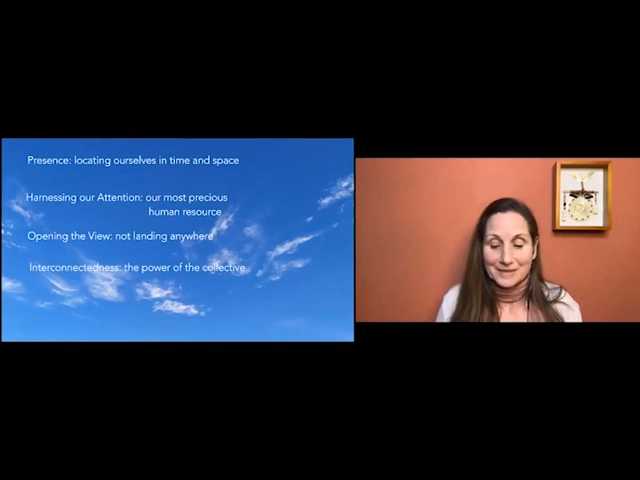 Presence: locating ourselves in time and space
Harnessing our Attention: our most precious
human resource
Opening the View: not landing anywhere
Interconnectedness: the power of the collective